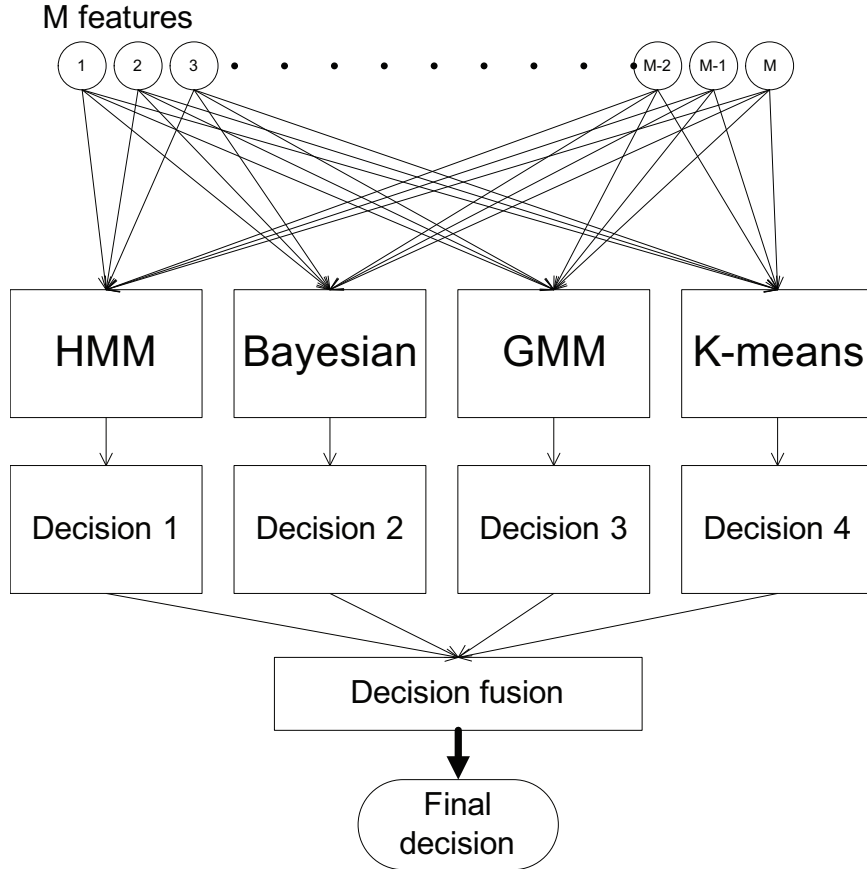 M features
1 2 3 M-2 M-1 M
HMM Bayesian GMM K-means
Decision 1 Decision 2 Decision 3 Decision 4
Decision fusion
Final
decision